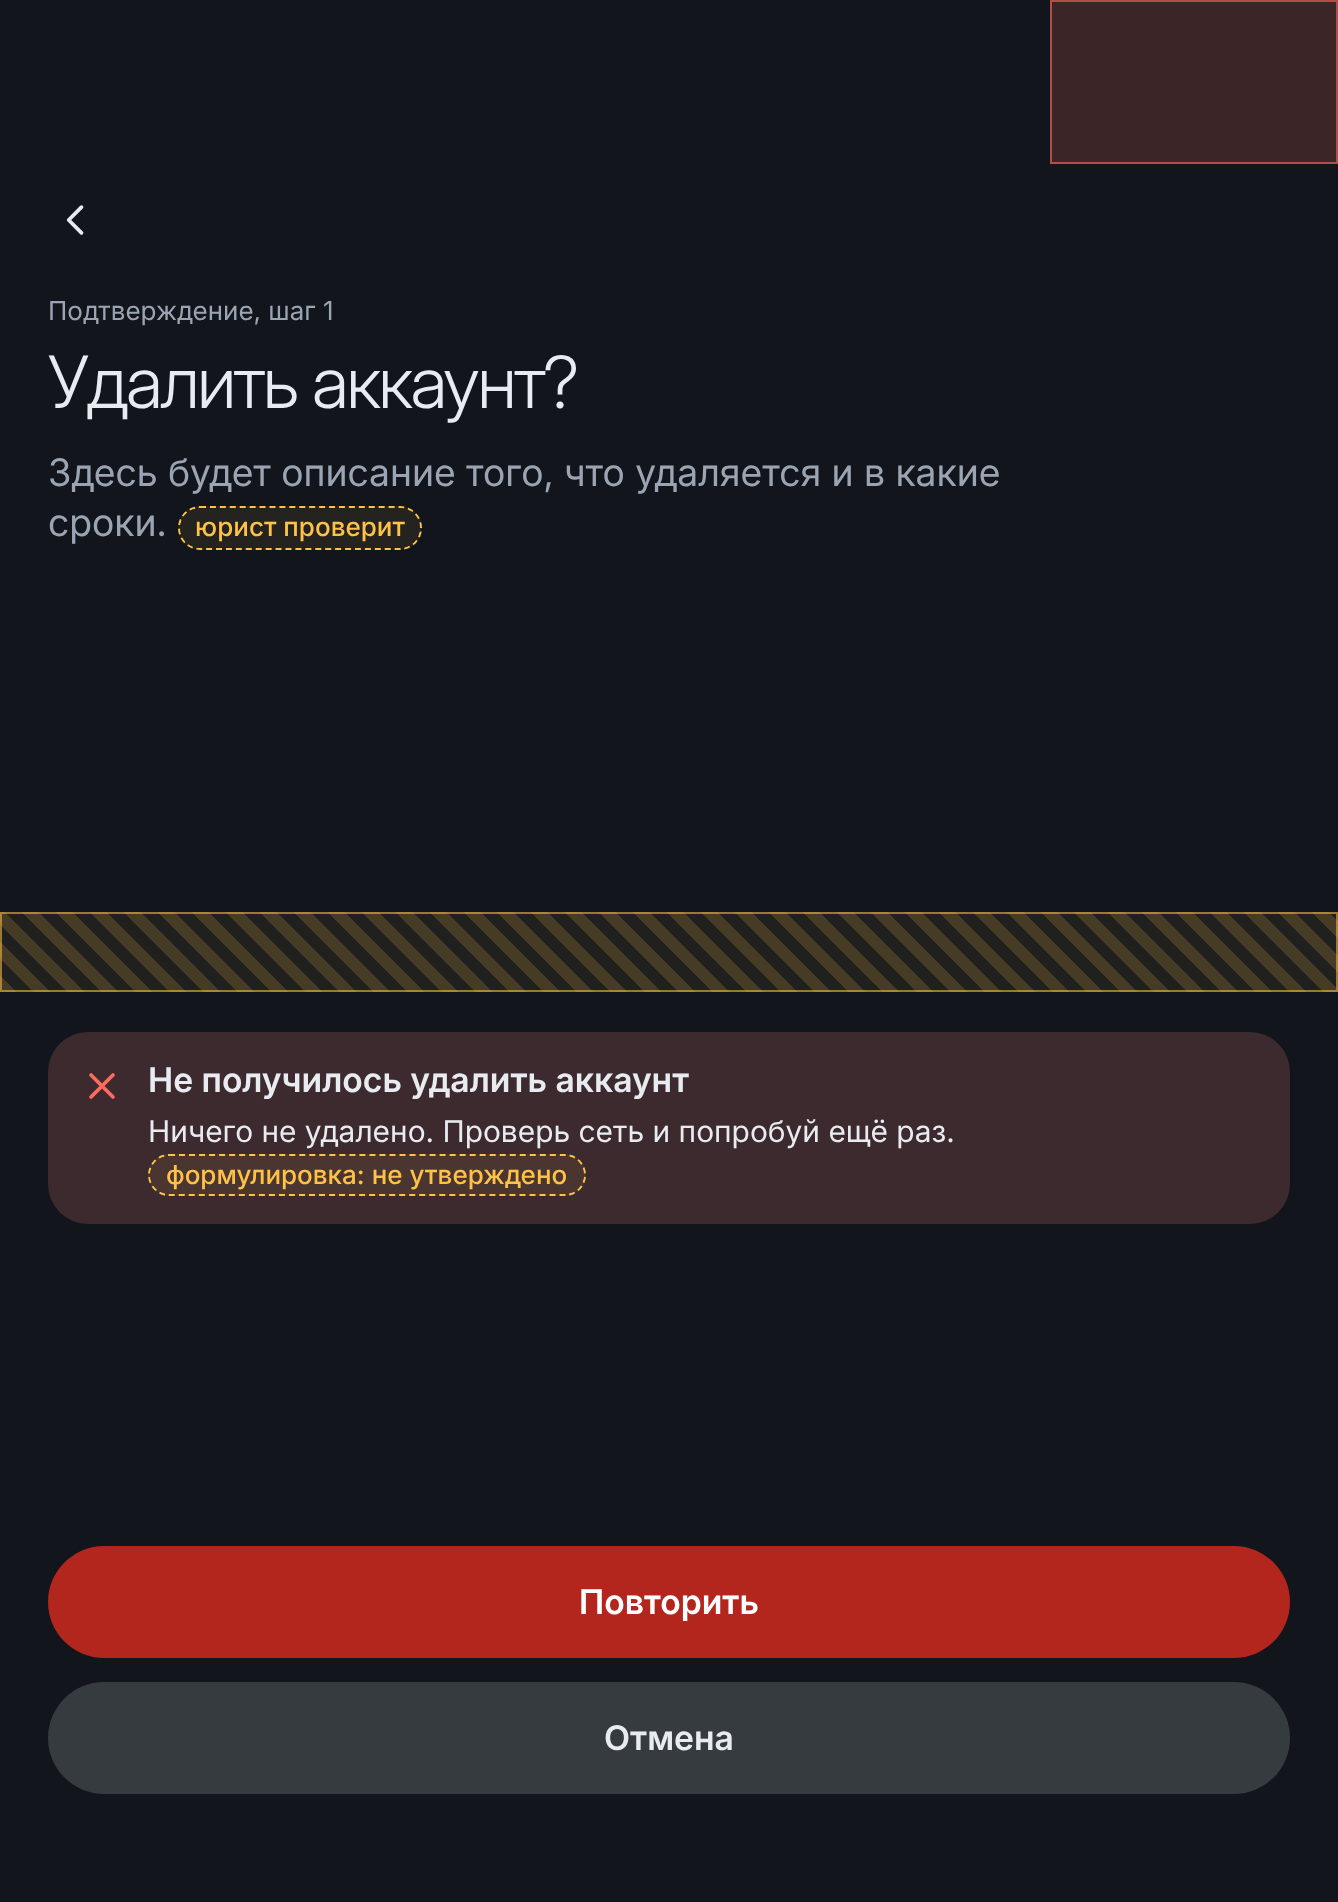 Подтверждение, шаг 1
Удалить аккаунт?
Здесь будет описание того, что удаляется и в какие
сроки. юрист проверит
Не получилось удалить аккаунт
Ничего не удалено. Проверь сеть и попробуй ещё раз.
формулировка: не утверждено
Повторить
Отмена